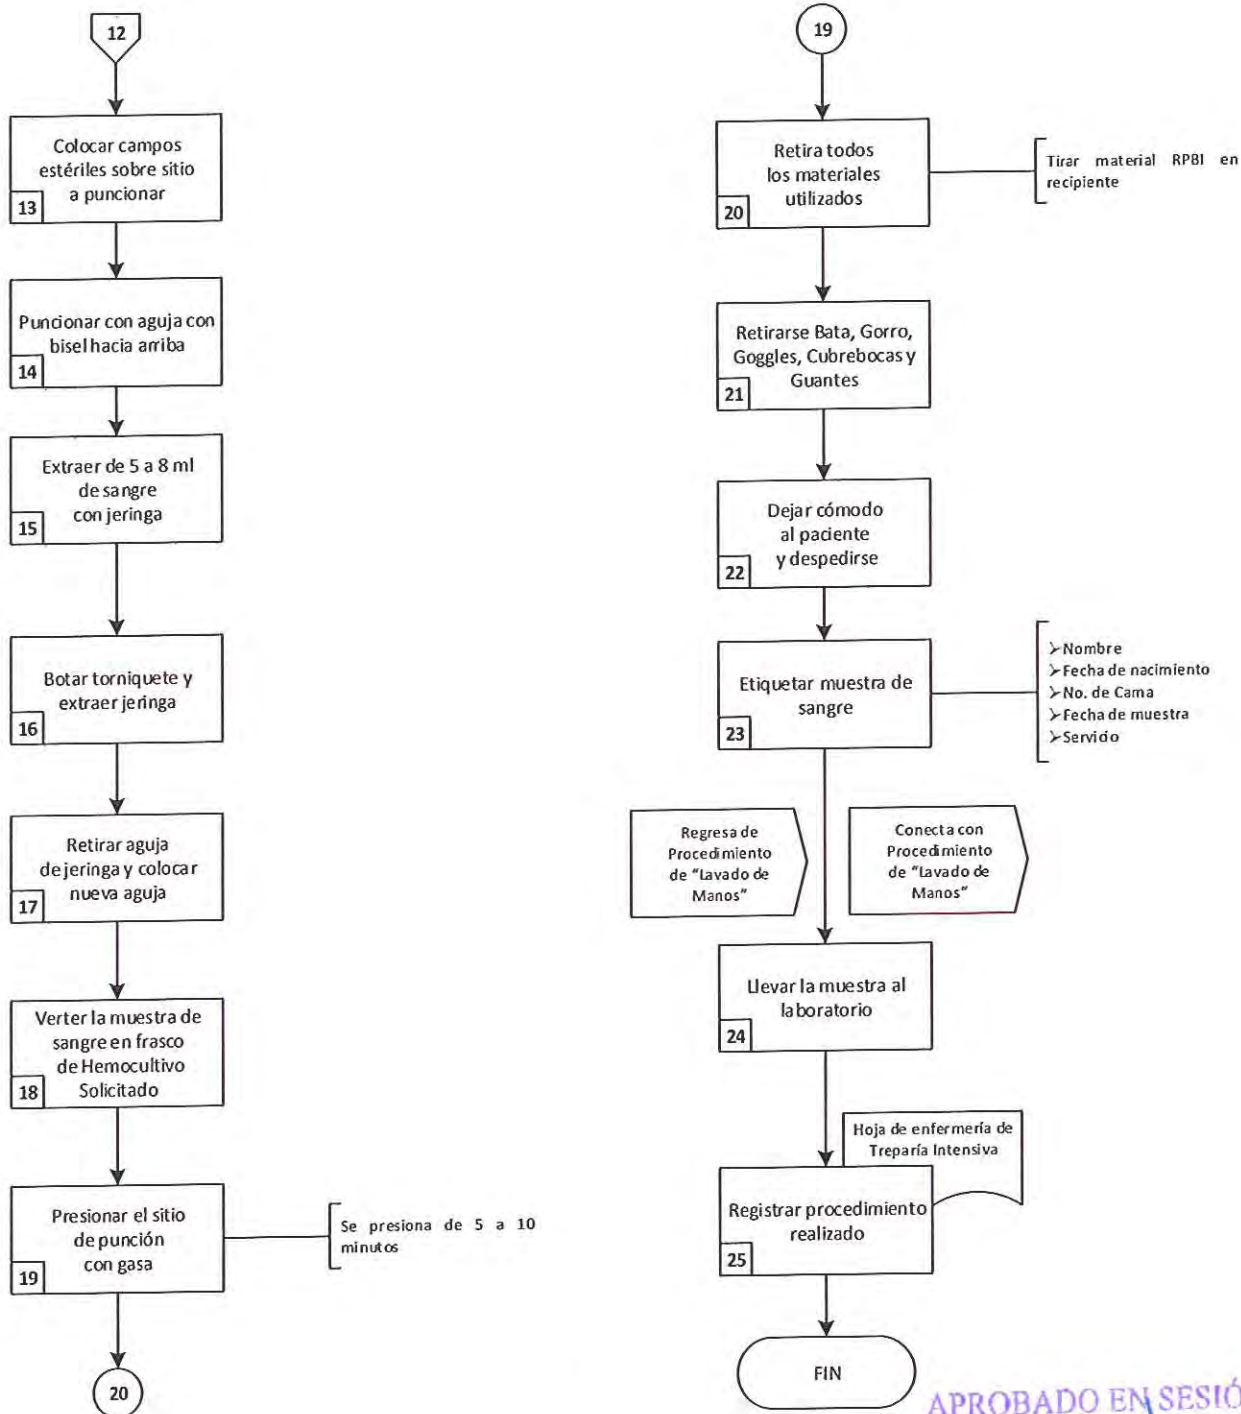 12
Colocar campos
estériles sobre sitio
a puncionar
13
Puncionar con aguja con
bisel hacia arriba
14
Extraer de 5 a 8 ml
de sangre
con jeringa
15
Botar torniquete y
extraer jeringa
16
Retirar aguja
de jeringa y colocar
nueva aguja
17
Verter la muestra de
sangre en frasco
de Hemocultivo
Solicitado
18
Presionar el sitio
de punción
con gasa
19
Se presiona de 5 a 10
minutos
20
19
Retira todos
los materiales
utilizados
20
Tirar material RPBI en
recipiente
Retirarse Bata, Gorro,
Goggles, Cubrebocas y
Guantes
21
Dejar cómodo
al paciente
y despedirse
22
Etiquetar muestra de
sangre
23
➢Nombre
➢Fecha de nacimiento
➢No. de Cama
➢Fecha de muestra
➢Servicio
Regresa de
Procedimiento
de "Lavado de
Manos"
Conecta con
Procedimiento
de "Lavado de
Manos"
Llevar la muestra al
laboratorio
24
Hoja de enfermería de
Treparía Intensiva
Registrar procedimiento
realizado
25
FIN
APROBADO EN SESIÓ